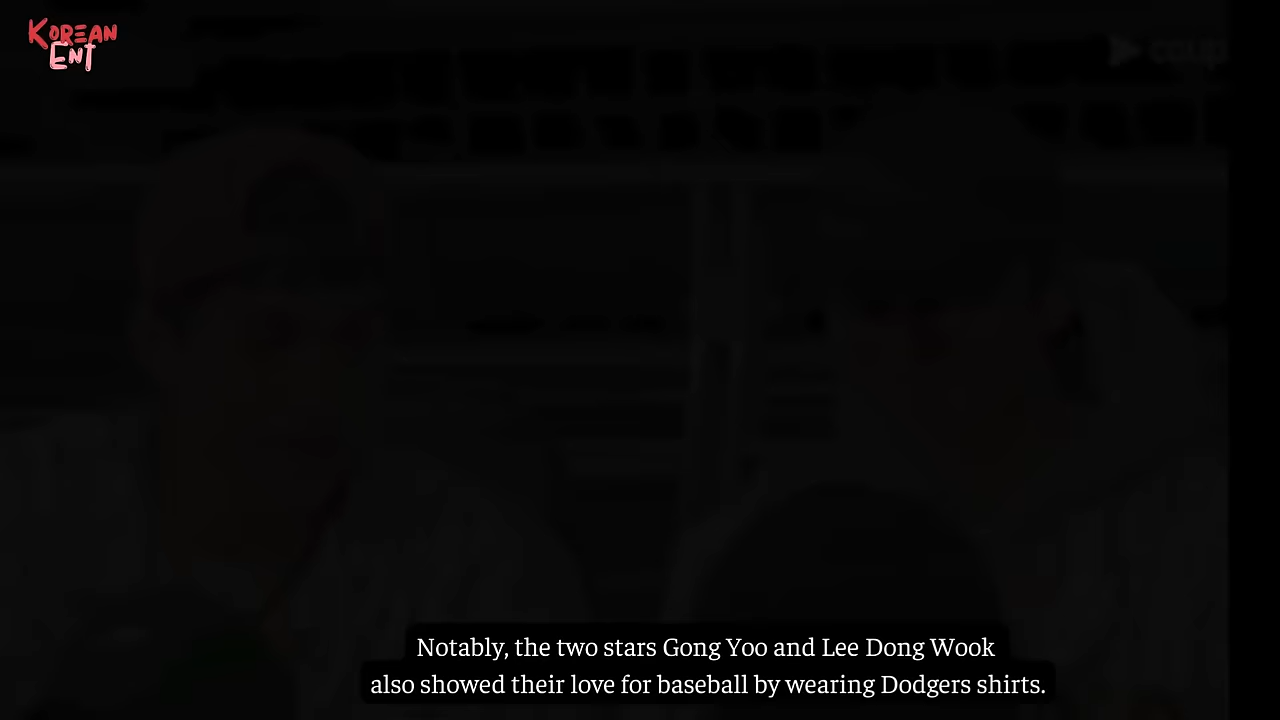 KOREAN
ENT
coup
Notably, the two stars Gong Yoo and Lee Dong Wook
also showed their love for baseball by wearing Dodgers shirts.